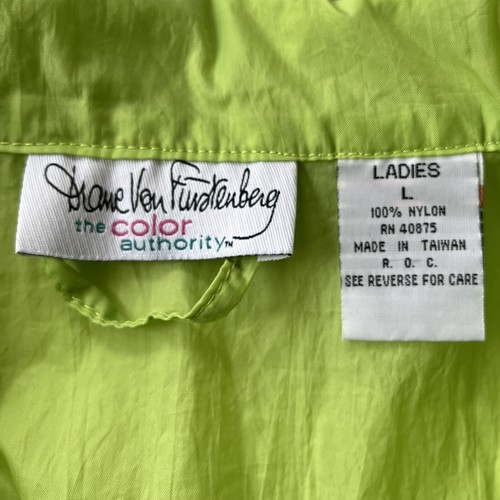 Diane Von Furstenberg
the color
authority™
LADIES
L
100% NYLON
RN 40875
MADE IN TAIWAN
R. O. C.
SEE REVERSE FOR CARE